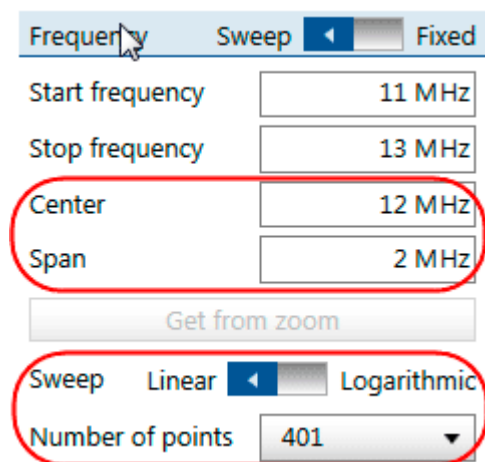 Frequency Sweep Fixed
Start frequency 11 MHz
Stop frequency 13 MHz
Center 12 MHz
Span 2 MHz
Get from zoom
Sweep Linear Logarithmic
Number of points 401